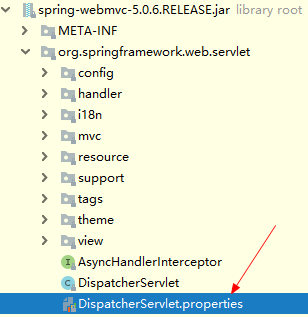 spring-webmvc-5.0.6.RELEASE.jar library root
META-INF
org.springframework.web.servlet
config
handler
i18n
mvc
resource
support
tags
theme
view
AsyncHandlerInterceptor
DispatcherServlet
DispatcherServlet.properties